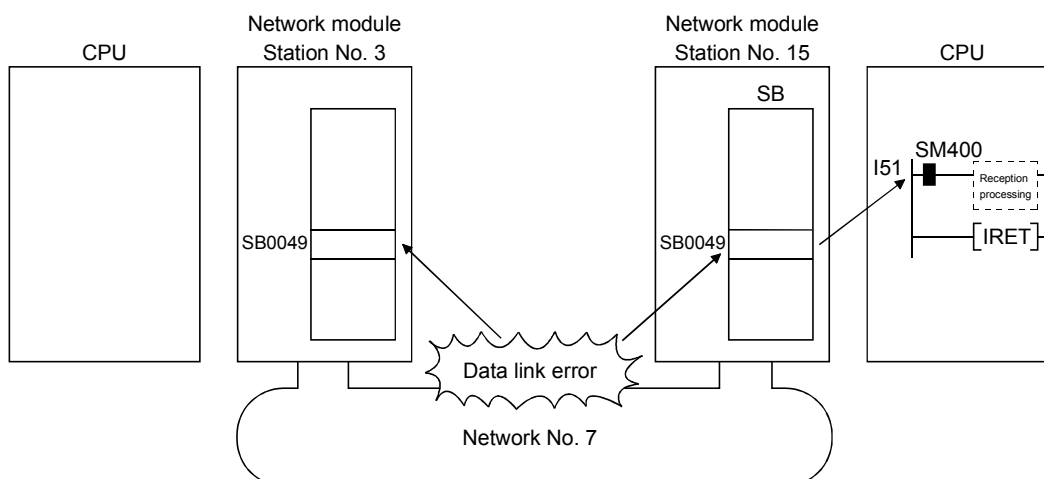 CPU
Network module
Station No. 3
Network module
Station No. 15
CPU
SB
SM400
I51
Reception
processing
SB0049
SB0049
IRET
Data link error
Network No. 7